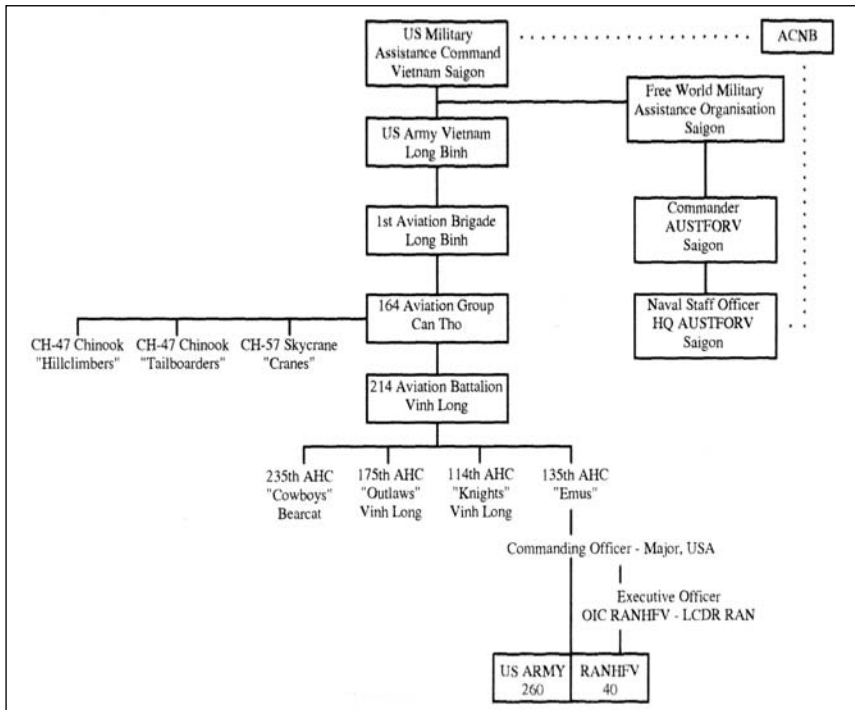 US Military
Assistance Command
Vietnam Saigon
ACNB
Free World Military
Assistance Organisation
Saigon
US Army Vietnam
Long Binh
Commander
AUSTFORV
Saigon
1st Aviation Brigade
Long Binh
164 Aviation Group
Can Tho
Naval Staff Officer
HQ AUSTFORV
Saigon
CH-47 Chinook
"Hillclimbers"
CH-47 Chinook
"Tailboarders"
CH-57 Skycrane
"Cranes"
214 Aviation Battalion
Vinh Long
235th AHC
"Cowboys"
Bearcat
175th AHC
"Outlaws"
Vinh Long
114th AHC
"Knights"
Vinh Long
135th AHC
"Emus"
Commanding Officer - Major, USA
Executive Officer
OIC RANHFV - LCDR RAN
US ARMY
260
RANHFV
40